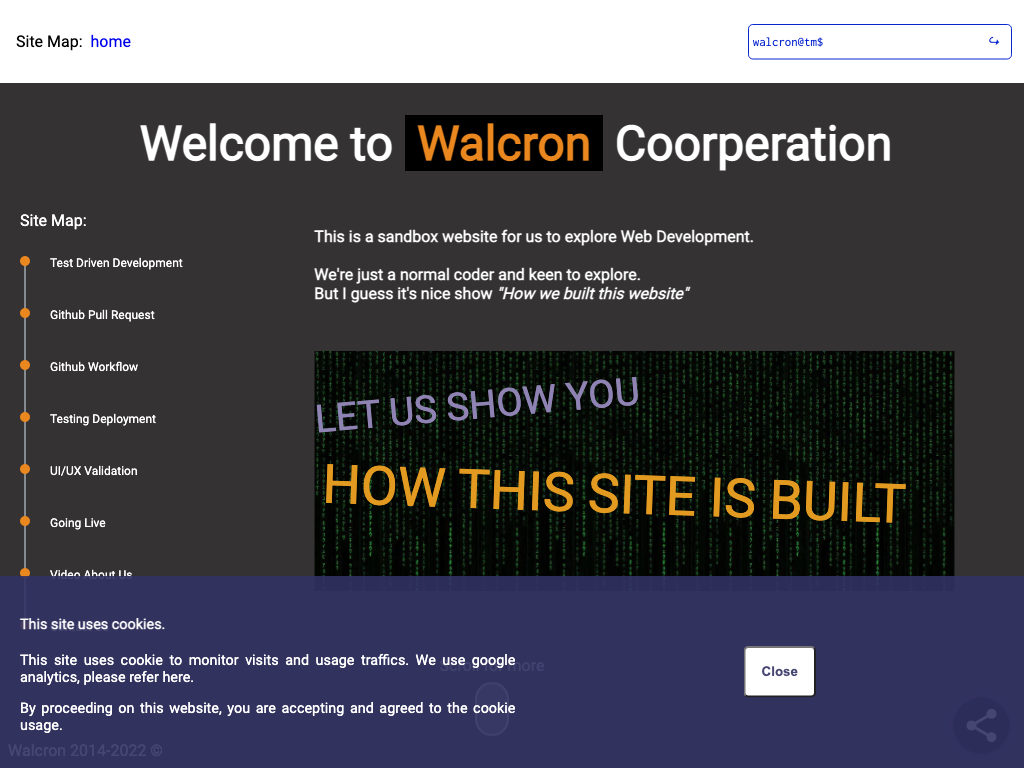 Site Map: home
walcron@tm$
Welcome to Walcron Coorperation
Site Map:
Test Driven Development
Github Pull Request
Github Workflow
Testing Deployment
UI/UX Validation
Going Live
Video About Us
This is a sandbox website for us to explore Web Development.
We're just a normal coder and keen to explore.
But I guess it's nice show "How we built this website"
LET US SHOW YOU
HOW THIS SITE IS BUILT
This site uses cookies.
This site uses cookie to monitor visits and usage traffics. We use google
analytics, please refer here.
By proceeding on this website, you are accepting and agreed to the cookie
usage.
Close
Walcron 2014-2022 ©